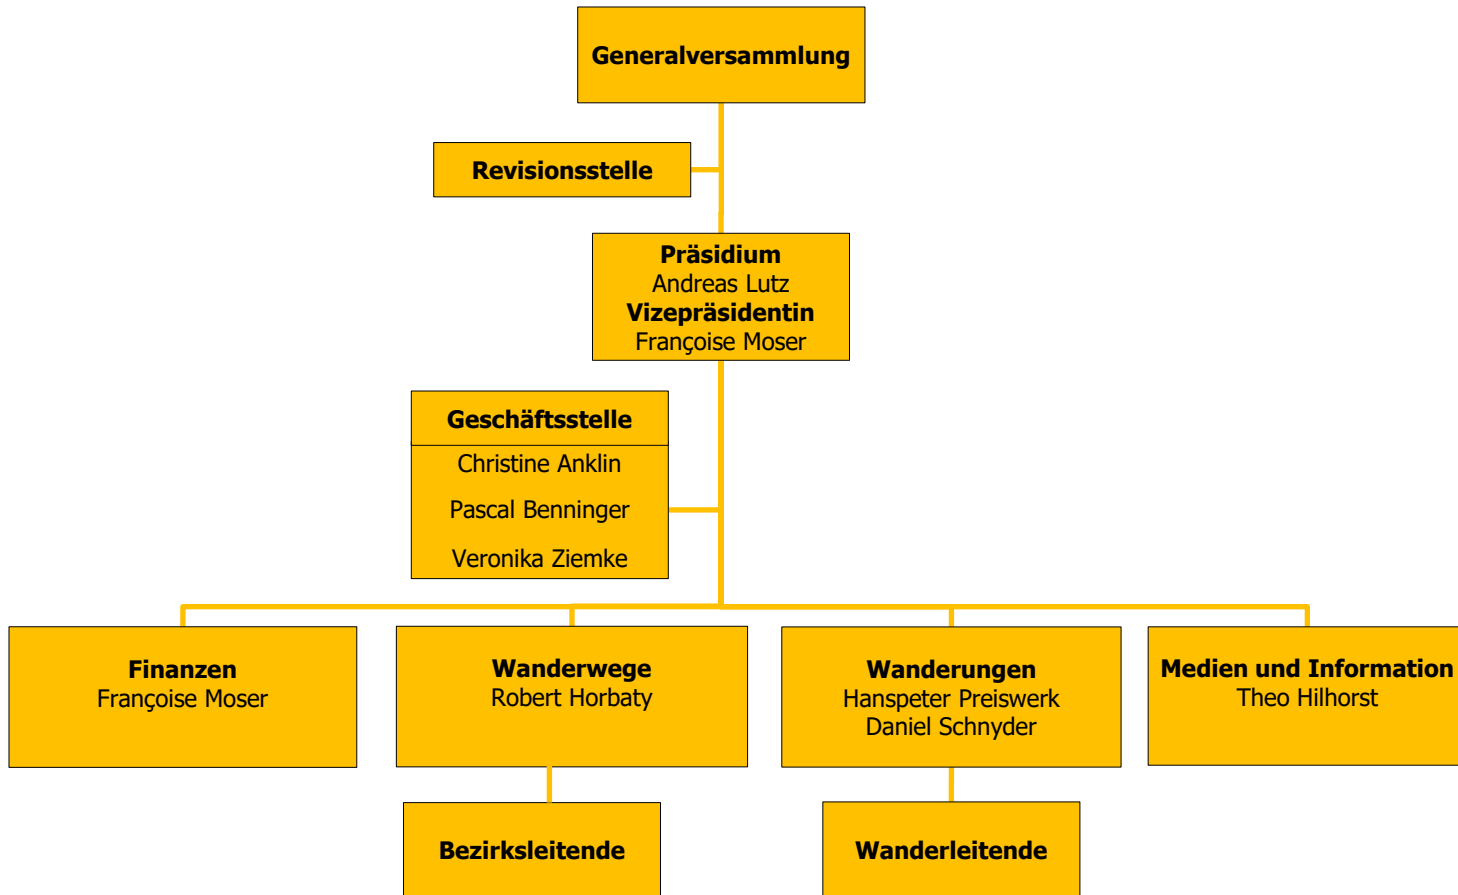 Generalversammlung
Revisionsstelle
Präsidium
Andreas Lutz
Vizepräsidentin
Françoise Moser
Geschäftsstelle
Christine Anklin
Pascal Benninger
Veronika Ziemke
Finanzen
Françoise Moser
Wanderwege
Robert Horbaty
Wanderungen
Hanspeter Preiswerk
Daniel Schnyder
Medien und Information
Theo Hilhorst
Bezirksleitende
Wanderleitende